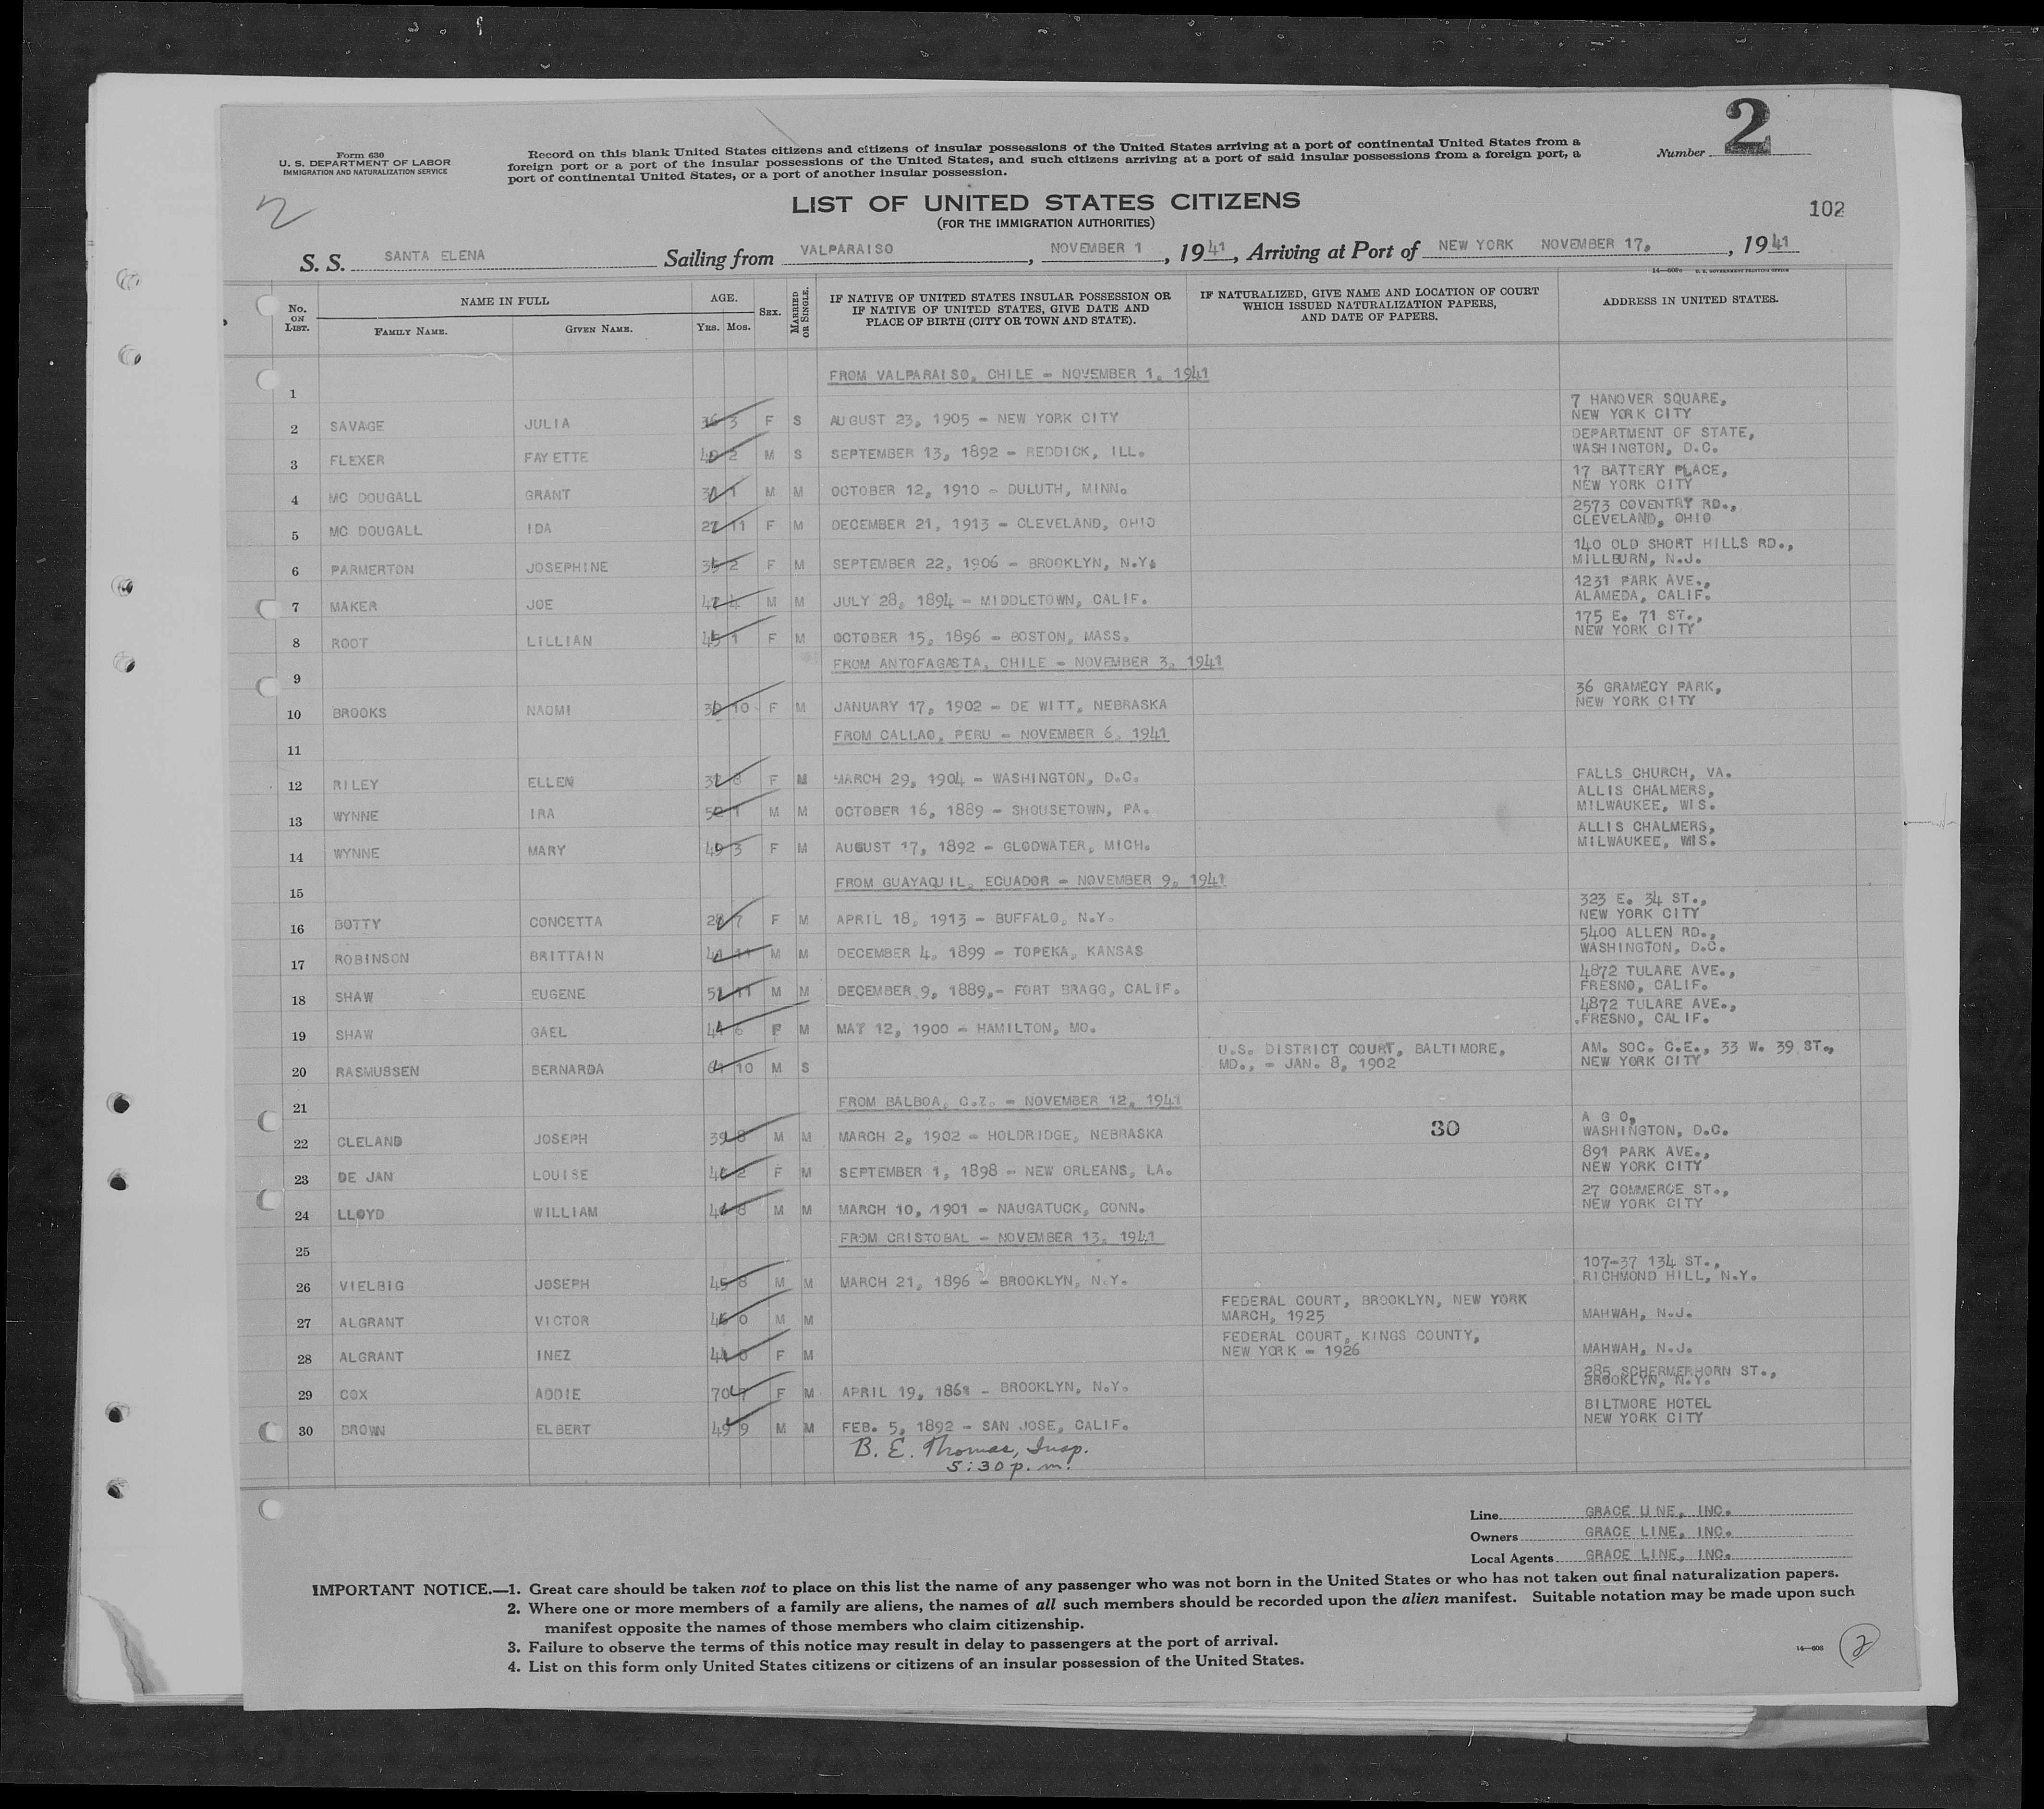 2
Form 630
U. S. DEPARTMENT OF LABOR
IMMIGRATION AND NATURALIZATION SERVICE
Record on this blank United States citizens and citizens of insular possessions of the United States arriving at a port of continental United States from a
foreign port or a port of the insular possessions of the United States, and such citizens arriving at a port of said insular possessions from a foreign port, a
port of continental United States, or a port of another insular possession.
Number
2
LIST OF UNITED STATES CITIZENS
(FOR THE IMMIGRATION AUTHORITIES)
102
S. S. SANTA ELENA Sailing from VALPARAISO, NOVEMBER 1, 1941, Arriving at Port of NEW YORK NOVEMBER 17, , 1941
No. ON LIST. NAME IN FULL FAMILY NAME. GIVEN NAME. AGE. YRS. MOS. SEX. MARRIED OR SINGLE. IF NATIVE OF UNITED STATES INSULAR POSSESSION OR IF NATIVE OF UNITED STATES, GIVE DATE AND PLACE OF BIRTH (CITY OR TOWN AND STATE). IF NATURALIZED, GIVE NAME AND LOCATION OF COURT WHICH ISSUED NATURALIZATION PAPERS, AND DATE OF PAPERS. ADDRESS IN UNITED STATES.
1 FROM VALPARAISO, CHILE - NOVEMBER 1, 1941
2 SAVAGE JULIA 36 3 F S AUGUST 23, 1905 - NEW YORK CITY 7 HANOVER SQUARE, NEW YORK CITY
3 FLEXER FAYETTE 2 M S SEPTEMBER 13, 1892 - REDDICK, ILL. DEPARTMENT OF STATE, WASHINGTON, D.C.
4 MC DOUGALL GRANT 31 1 M M OCTOBER 12, 1910 - DULUTH, MINN. 17 BATTERY PLACE, NEW YORK CITY
5 MC DOUGALL IDA 27 11 F M DECEMBER 21, 1913 - CLEVELAND, OHIO 2573 COVENTRY RD., CLEVELAND, OHIO
6 PARMERTON JOSEPHINE 35 2 F M SEPTEMBER 22, 1906 - BROOKLYN, N.Y. 140 OLD SHORT HILLS RD., MILLBURN, N.J.
7 MAKER JOE 47 4 M M JULY 28, 1894 - MIDDLETOWN, CALIF. 1231 PARK AVE., ALAMEDA, CALIF.
8 ROOT LILLIAN 45 1 F M OCTOBER 15, 1896 - BOSTON, MASS. 175 E. 71 ST., NEW YORK CITY
9 FROM ANTOFAGASTA, CHILE - NOVEMBER 3, 1941
10 BROOKS NAOMI 10 F M JANUARY 17, 1902 - DE WITT, NEBRASKA 36 GRAMECY PARK, NEW YORK CITY
11 FROM CALLAO, PERU - NOVEMBER 6, 1941
12 RILEY ELLEN 37 8 F M MARCH 29, 1904 - WASHINGTON, D.C. FALLS CHURCH, VA.
13 WYNNE IRA 52 1 M M OCTOBER 16, 1889 - SHOUSETOWN, PA. ALLIS CHALMERS, MILWAUKEE, WIS.
14 WYNNE MARY 49 3 F M AUGUST 17, 1892 - GLODWATER, MICH. ALLIS CHALMERS, MILWAUKEE, WIS.
15 FROM GUAYAQUIL, ECUADOR - NOVEMBER 9, 1941
16 BOTTY CONCETTA 28 7 F M APRIL 18, 1913 - BUFFALO, N.Y. 323 E. 34 ST., NEW YORK CITY
17 ROBINSON BRITTAIN 41 11 M M DECEMBER 4, 1899 - TOPEKA, KANSAS 5400 ALLEN RD., WASHINGTON, D.C.
18 SHAW EUGENE 51 11 M M DECEMBER 9, 1889,- FORT BRAGG, CALIF. 4872 TULARE AVE., FRESNO, CALIF.
19 SHAW GAEL 41 6 F M MAY 12, 1900 - HAMILTON, MO. 4872 TULARE AVE., FRESNO, CALIF.
20 RASMUSSEN BERNARDA 61 10 M S U.S. DISTRICT COURT, BALTIMORE, MD., - JAN. 8, 1902 AM. SOC. C.E., 33 W. 39 ST., NEW YORK CITY
21 FROM BALBOA, C.Z. - NOVEMBER 12, 1941
22 CLELAND JOSEPH 39 8 M M MARCH 2, 1902 - HOLDRIDGE, NEBRASKA 30 A G O, WASHINGTON, D.C.
23 DE JAN LOUISE 2 F M SEPTEMBER 1, 1898 - NEW ORLEANS, LA. 891 PARK AVE., NEW YORK CITY
24 LLOYD WILLIAM 8 M M MARCH 10, 1901 - NAUGATUCK, CONN. 27 COMMERCE ST., NEW YORK CITY
25 FROM CRISTOBAL - NOVEMBER 13, 1941
26 VIELBIG JOSEPH 45 8 M M MARCH 21, 1896 - BROOKLYN, N.Y. 107-37 134 ST., RICHMOND HILL, N.Y.
27 ALGRANT VICTOR 0 M M FEDERAL COURT, BROOKLYN, NEW YORK MARCH, 1925 MAHWAH, N.J.
28 ALGRANT INEZ F M FEDERAL COURT, KINGS COUNTY, NEW YORK - 1926 MAHWAH, N.J.
29 COX ADDIE 70 7 F M APRIL 19, 1868 - BROOKLYN, N.Y. 285 SCHERMERHORN ST., BROOKLYN, N.Y.
30 BROWN ELBERT 49 9 M M FEB. 5, 1892 - SAN JOSE, CALIF. BILTMORE HOTEL NEW YORK CITY
B. E. Thomas, Insp.
5:30 p. m.
Line GRACE LINE, INC.
Owners GRACE LINE, INC.
Local Agents GRACE LINE, INC.
IMPORTANT NOTICE.—1. Great care should be taken not to place on this list the name of any passenger who was not born in the United States or who has not taken out final naturalization papers.
2. Where one or more members of a family are aliens, the names of all such members should be recorded upon the alien manifest. Suitable notation may be made upon such
manifest opposite the names of those members who claim citizenship.
3. Failure to observe the terms of this notice may result in delay to passengers at the port of arrival.
4. List on this form only United States citizens or citizens of an insular possession of the United States.
14—608
2